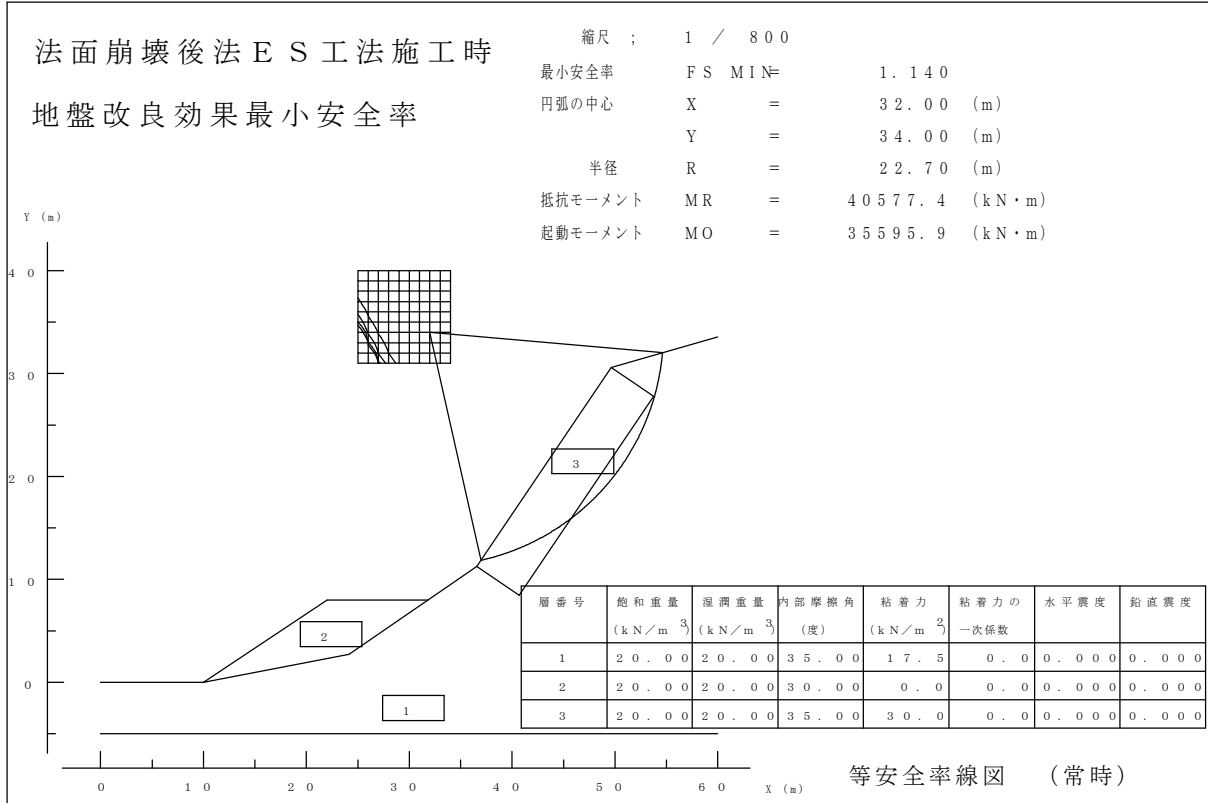 法面崩壊後法ES工法施工時
地盤改良効果最小安全率
縮尺 ; 1 / 800
最小安全率 FS MIN= 1.140
円弧の中心 X = 32.00 (m)
Y = 34.00 (m)
半径 R = 22.70 (m)
抵抗モーメント MR = 40577.4 (kN・m)
起動モーメント MO = 35595.9 (kN・m)
Y (m)
40
30
20
10
0
3
2
1
層番号 飽和重量 湿潤重量 内部摩擦角 粘着力 粘着力の 水平震度 鉛直震度
(kN/m3) (kN/m3) (度) (kN/m2) 一次係数
1 20.00 20.00 35.00 17.5 0.0 0.000 0.000
2 20.00 20.00 30.00 0.0 0.0 0.000 0.000
3 20.00 20.00 35.00 30.0 0.0 0.000 0.000
0 10 20 30 40 50 60 X (m)
等安全率線図 (常時)